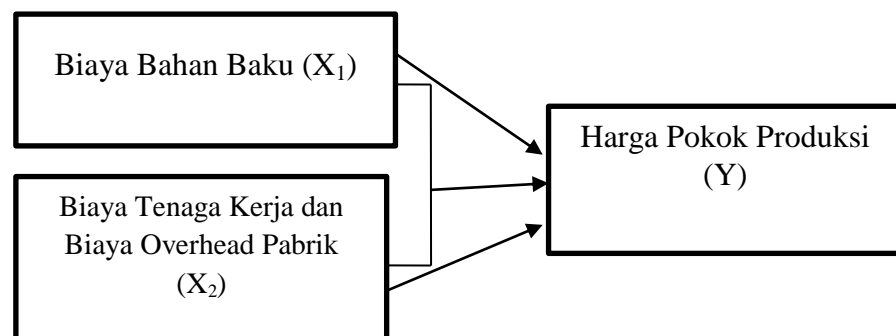 Biaya Bahan Baku (X₁)
Harga Pokok Produksi
(Y)
Biaya Tenaga Kerja dan
Biaya Overhead Pabrik
(X₂)